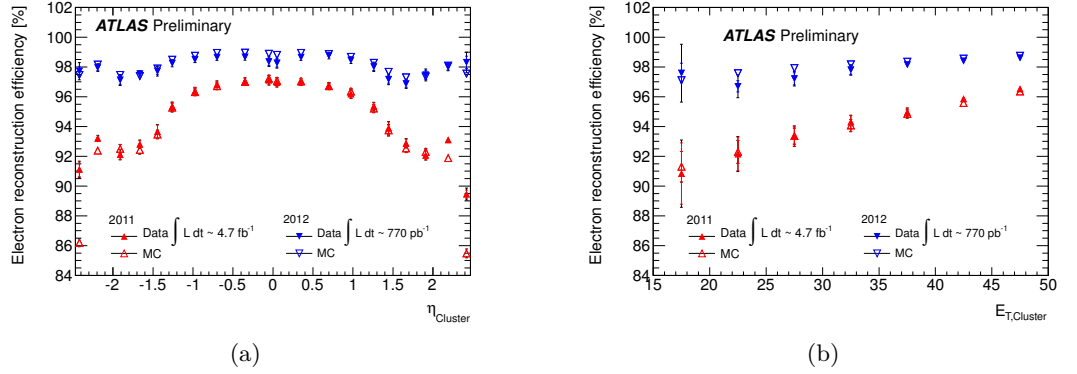 Electron reconstruction efficiency [%]
102
100
98
96
94
92
90
88
86
84
ATLAS Preliminary
2011
Data ∫ L dt ~ 4.7 fb⁻¹
MC
2012
Data ∫ L dt ~ 770 pb⁻¹
MC
-2 -1.5 -1 -0.5 0 0.5 1 1.5 2
η Cluster
(a)
Electron reconstruction efficiency [%]
102
100
98
96
94
92
90
88
86
84
ATLAS Preliminary
2011
Data ∫ L dt ~ 4.7 fb⁻¹
MC
2012
Data ∫ L dt ~ 770 pb⁻¹
MC
15 20 25 30 35 40 45 50
E T,Cluster
(b)